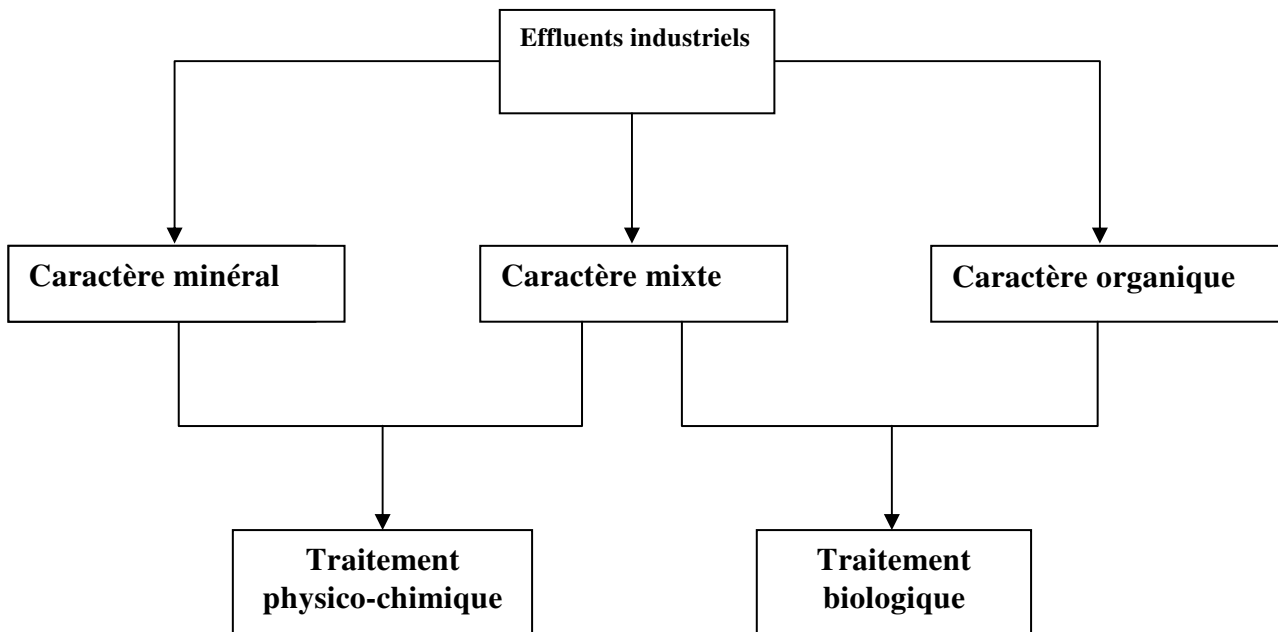 Effluents industriels
Caractère minéral
Caractère mixte
Caractère organique
Traitement
physico-chimique
Traitement
biologique